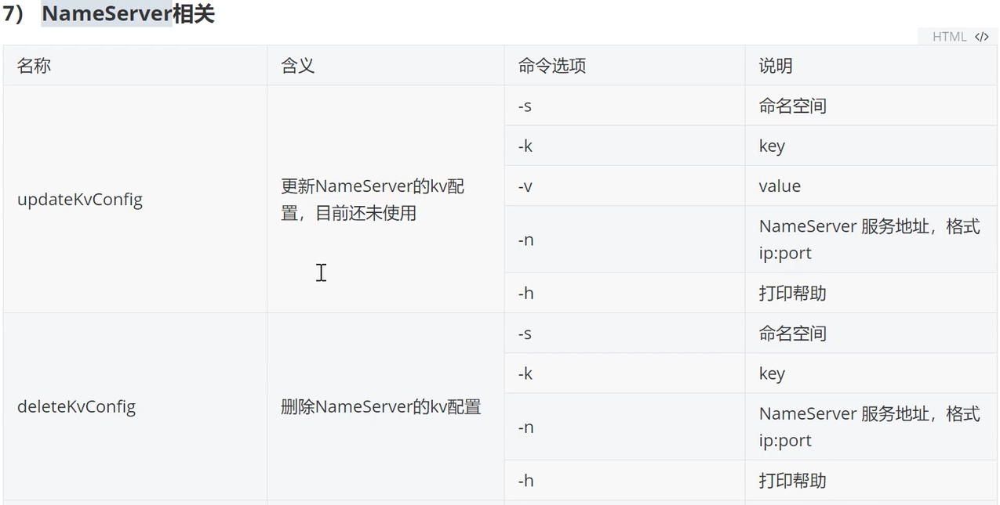 7) NameServer相关
HTML </>
名称 含义 命令选项 说明
updateKvConfig
更新NameServer的kv配
置，目前还未使用
-s 命名空间
-k key
-v value
-n NameServer 服务地址，格式
ip:port
-h 打印帮助
deleteKvConfig
删除NameServer的kv配置
-s 命名空间
-k key
-n NameServer 服务地址，格式
ip:port
-h 打印帮助